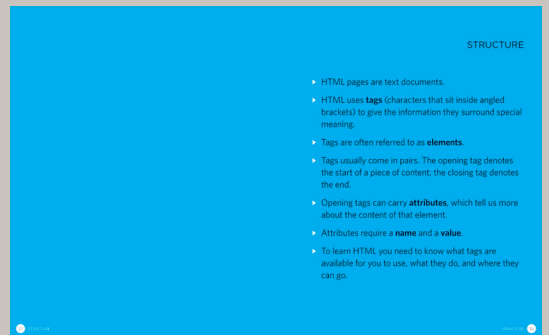 STRUCTURE
HTML pages are text documents.
HTML uses tags (characters that sit inside angled
brackets) to give the information they surround special
meaning.
Tags are often referred to as elements.
Tags usually come in pairs. The opening tag denotes
the start of a piece of content; the closing tag denotes
the end.
Opening tags can carry attributes, which tell us more
about the content of that element.
Attributes require a name and a value.
To learn HTML you need to know what tags are
available for you to use, what they do, and where they
can go.
STRUCTURE
STRUCTURE